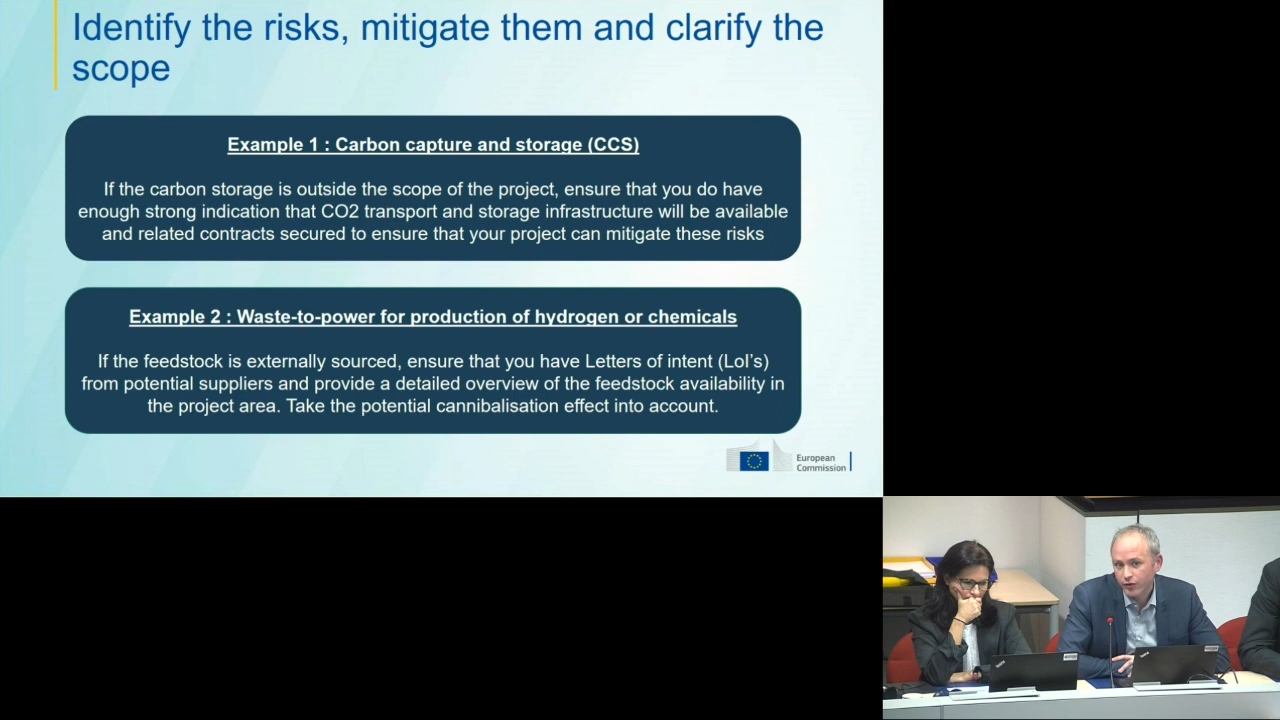 Identify the risks, mitigate them and clarify the
scope
Example 1 : Carbon capture and storage (CCS)
If the carbon storage is outside the scope of the project, ensure that you do have
enough strong indication that CO2 transport and storage infrastructure will be available
and related contracts secured to ensure that your project can mitigate these risks
Example 2 : Waste-to-power for production of hydrogen or chemicals
If the feedstock is externally sourced, ensure that you have Letters of intent (LoI's)
from potential suppliers and provide a detailed overview of the feedstock availability in
the project area. Take the potential cannibalisation effect into account.
European
Commission